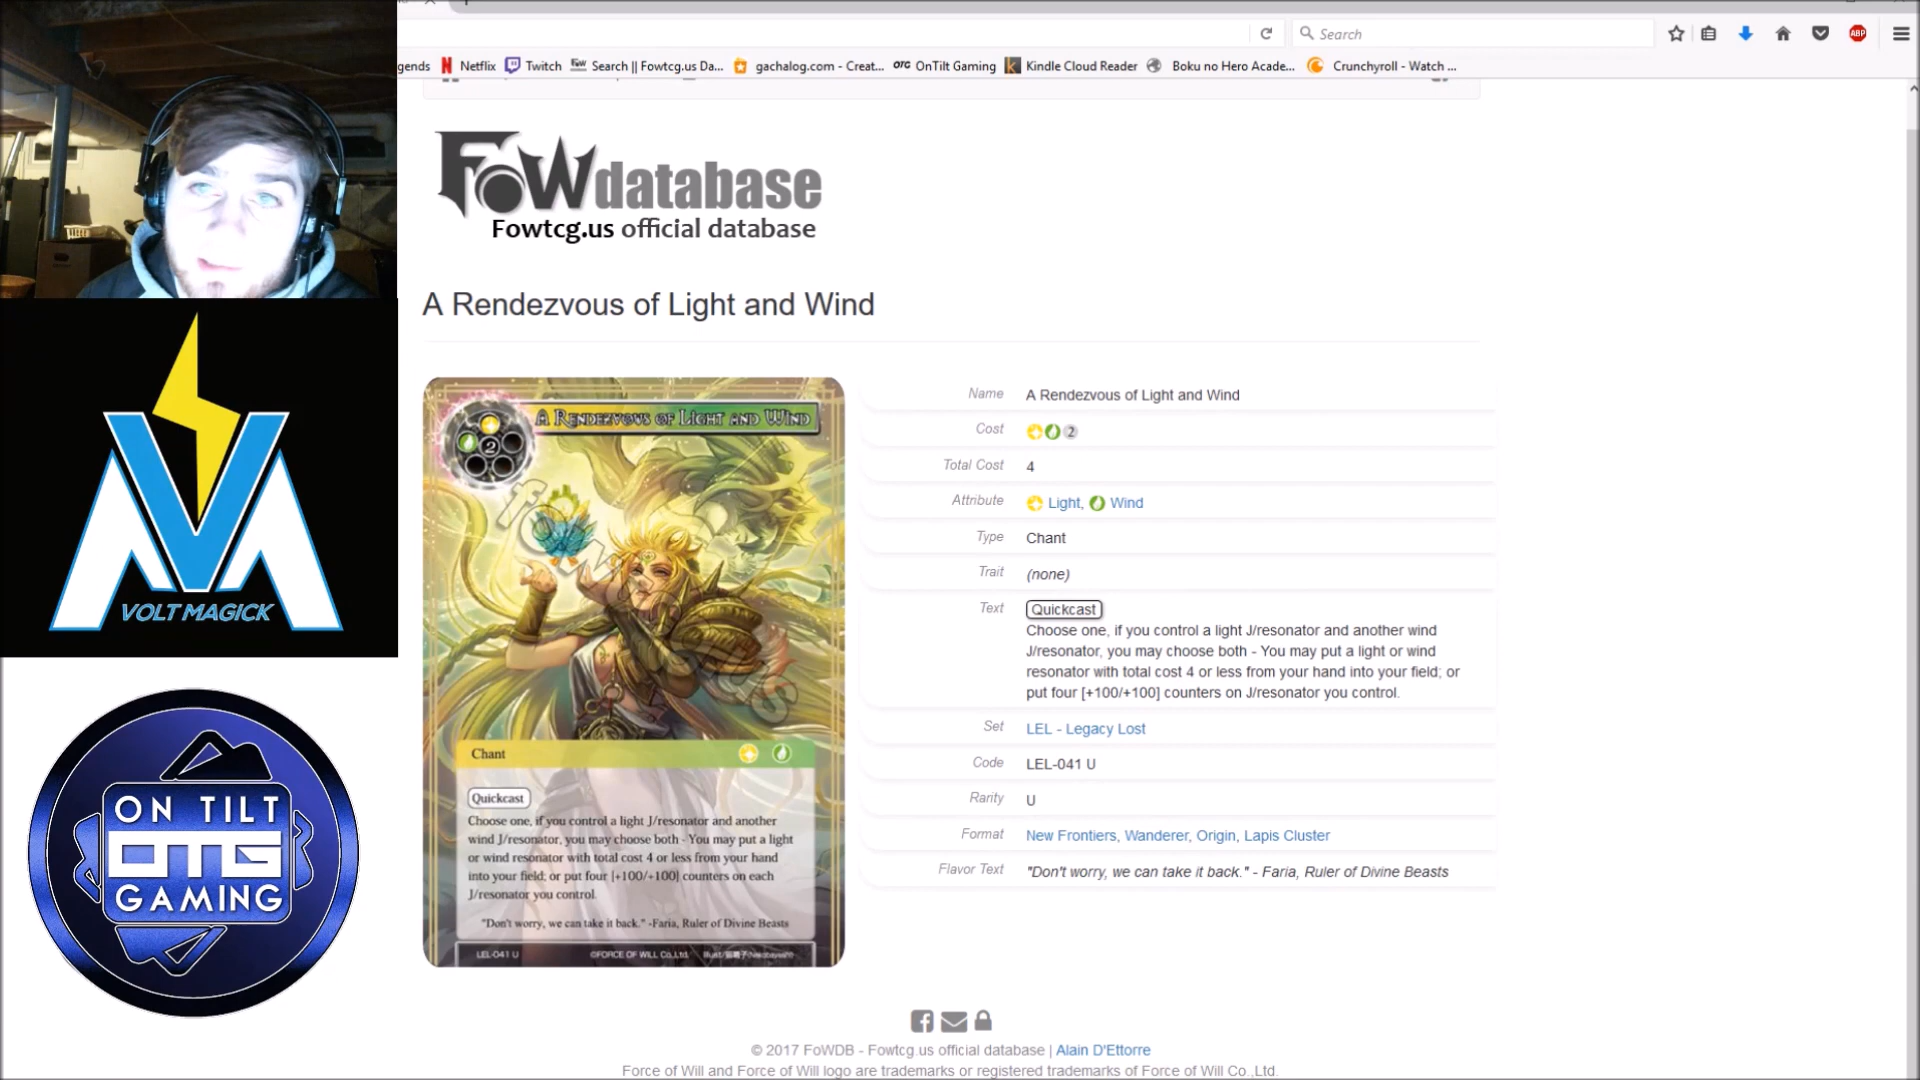 Search
gends Netflix Twitch Search || Fowtcg.us Da... gachalog.com - Creat... OTG OnTilt Gaming Kindle Cloud Reader Boku no Hero Acade... Crunchyroll - Watch ...
ABP
FoWdatabase
Fowtcg.us official database
A Rendezvous of Light and Wind
A Rendezvous of Light and Wind
2
Chant
Quickcast
Choose one, if you control a light J/resonator and another
wind J/resonator, you may choose both - You may put a light
or wind resonator with total cost 4 or less from your hand
into your field; or put four [+100/+100] counters on each
J/resonator you control.
"Don't worry, we can take it back." -Faria, Ruler of Divine Beasts
LEL-041 U ©FORCE OF WILL Co.,Ltd.
Name A Rendezvous of Light and Wind
Cost 2
Total Cost 4
Attribute Light, Wind
Type Chant
Trait (none)
Text Quickcast
Choose one, if you control a light J/resonator and another wind
J/resonator, you may choose both - You may put a light or wind
resonator with total cost 4 or less from your hand into your field; or
put four [+100/+100] counters on J/resonator you control.
Set LEL - Legacy Lost
Code LEL-041 U
Rarity U
Format New Frontiers, Wanderer, Origin, Lapis Cluster
Flavor Text "Don't worry, we can take it back." - Faria, Ruler of Divine Beasts
VOLT MAGICK
ON TILT
OTG
GAMING
© 2017 FoWDB - Fowtcg.us official database | Alain D'Ettorre
Force of Will and Force of Will logo are trademarks or registered trademarks of Force of Will Co.,Ltd.